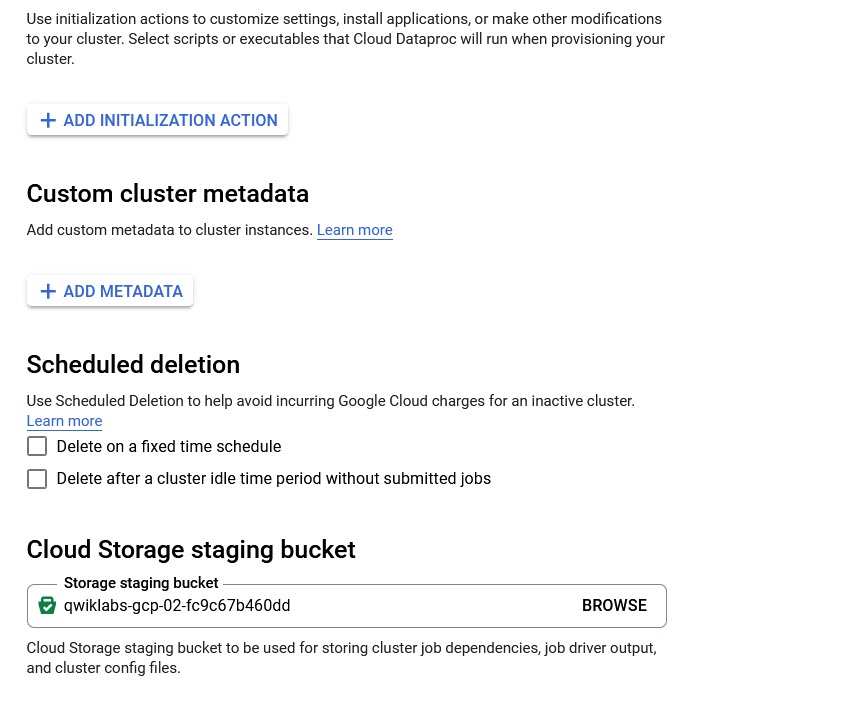 Use initialization actions to customize settings, install applications, or make other modifications
to your cluster. Select scripts or executables that Cloud Dataproc will run when provisioning your
cluster.
ADD INITIALIZATION ACTION
Custom cluster metadata
Add custom metadata to cluster instances. Learn more
ADD METADATA
Scheduled deletion
Use Scheduled Deletion to help avoid incurring Google Cloud charges for an inactive cluster.
Learn more
Delete on a fixed time schedule
Delete after a cluster idle time period without submitted jobs
Cloud Storage staging bucket
Storage staging bucket
qwiklabs-gcp-02-fc9c67b460dd BROWSE
Cloud Storage staging bucket to be used for storing cluster job dependencies, job driver output,
and cluster config files.